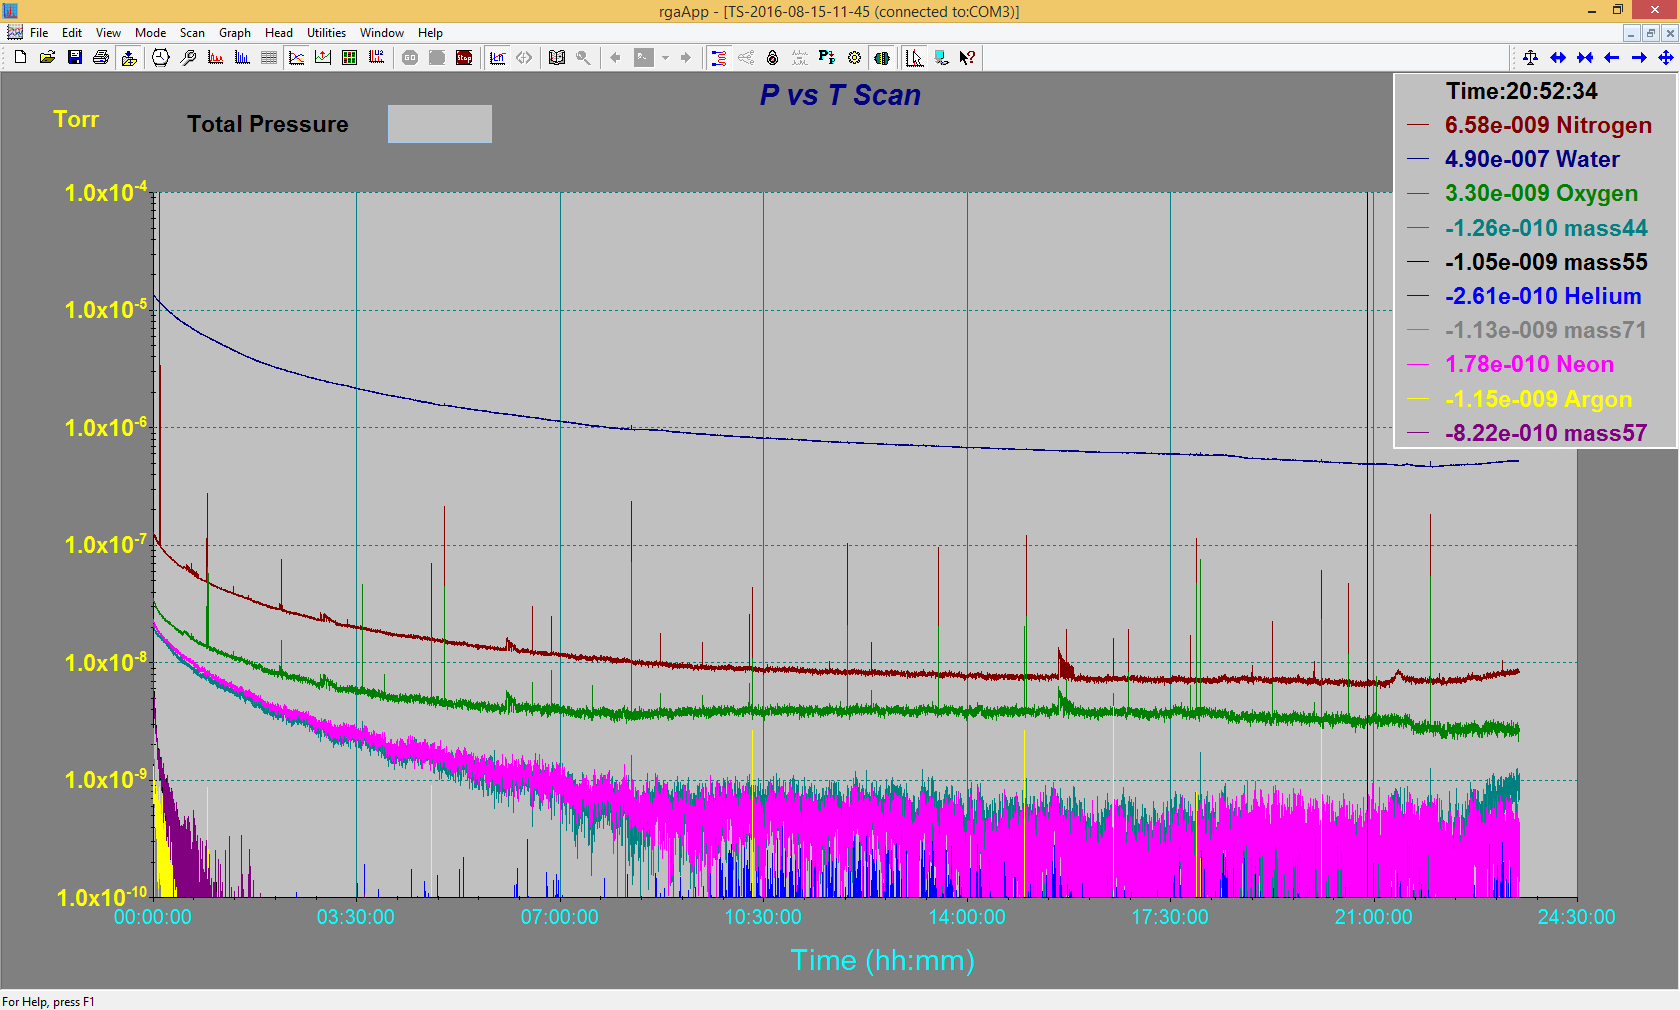 rgaApp - [TS-2016-08-15-11-45 (connected to:COM3)]
File Edit View Mode Scan Graph Head Utilities Window Help
GO Stop
P vs T Scan
Torr
Total Pressure
Time:20:52:34
6.58e-009 Nitrogen
4.90e-007 Water
3.30e-009 Oxygen
-1.26e-010 mass44
-1.05e-009 mass55
-2.61e-010 Helium
-1.13e-009 mass71
1.78e-010 Neon
-1.15e-009 Argon
-8.22e-010 mass57
1.0x10⁻⁴
1.0x10⁻⁵
1.0x10⁻⁶
1.0x10⁻⁷
1.0x10⁻⁸
1.0x10⁻⁹
1.0x10⁻¹⁰
00:00:00 03:30:00 07:00:00 10:30:00 14:00:00 17:30:00 21:00:00 24:30:00
Time (hh:mm)
For Help, press F1